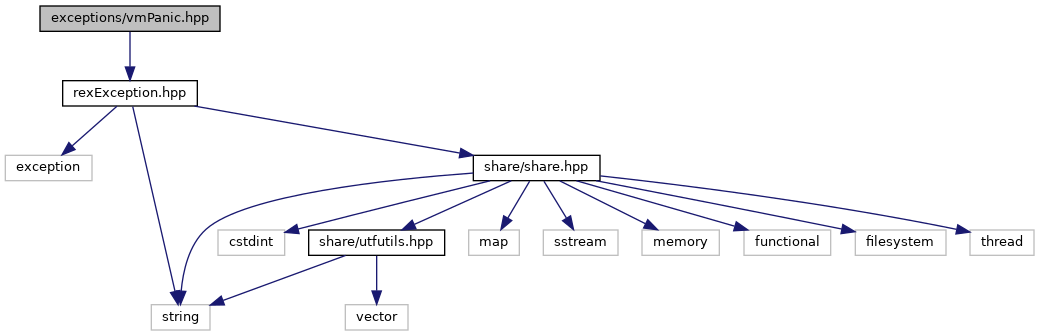 exceptions/vmPanic.hpp
rexException.hpp
exception
share/share.hpp
cstdint
share/utfutils.hpp
map
sstream
memory
functional
filesystem
thread
string
vector